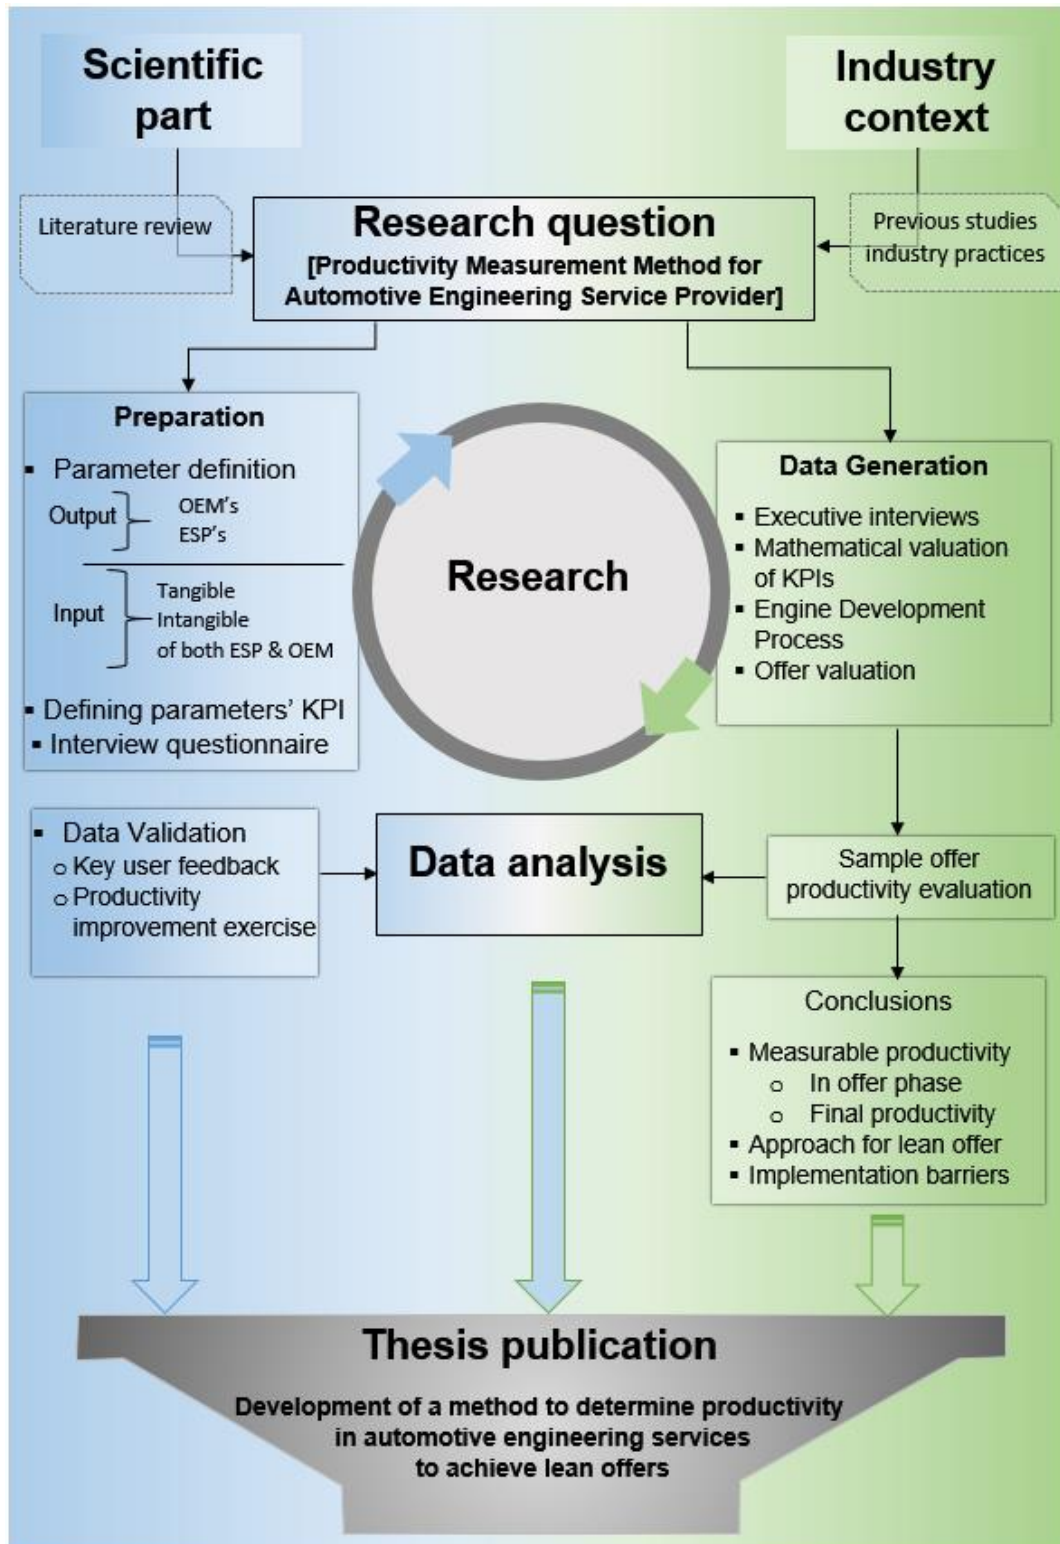 Scientific
part
Industry
context
Literature review
Research question
[Productivity Measurement Method for
Automotive Engineering Service Provider]
Previous studies
industry practices
Preparation
▪ Parameter definition
Output
OEM's
ESP's
Input
Tangible
Intangible
of both ESP & OEM
▪ Defining parameters' KPI
▪ Interview questionnaire
Research
Data Generation
▪ Executive interviews
▪ Mathematical valuation
of KPIs
▪ Engine Development
Process
▪ Offer valuation
▪ Data Validation
o Key user feedback
o Productivity
improvement exercise
Data analysis
Sample offer
productivity evaluation
Conclusions
▪ Measurable productivity
o In offer phase
o Final productivity
▪ Approach for lean offer
▪ Implementation barriers
Thesis publication
Development of a method to determine productivity
in automotive engineering services
to achieve lean offers